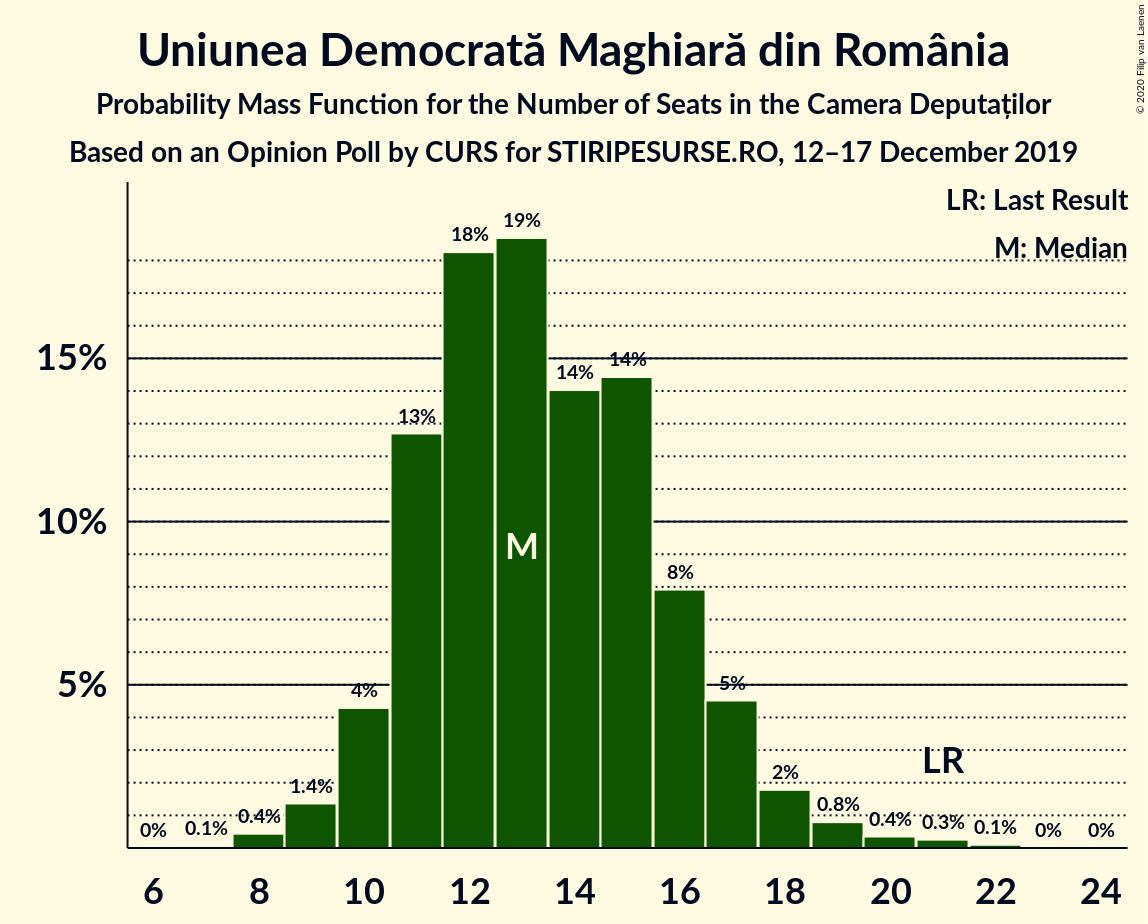 Uniunea Democrată Maghiară din România
Probability Mass Function for the Number of Seats in the Camera Deputaților
Based on an Opinion Poll by CURS for STIRIPESURSE.RO, 12–17 December 2019
© 2020 Filip van Laenen
LR: Last Result
M: Median
15%
10%
5%
0%
0.1%
0.4%
1.4%
4%
13%
18%
19%
14%
14%
8%
5%
2%
0.8%
0.4%
0.3%
0.1%
0%
0%
M
LR
6 8 10 12 14 16 18 20 22 24